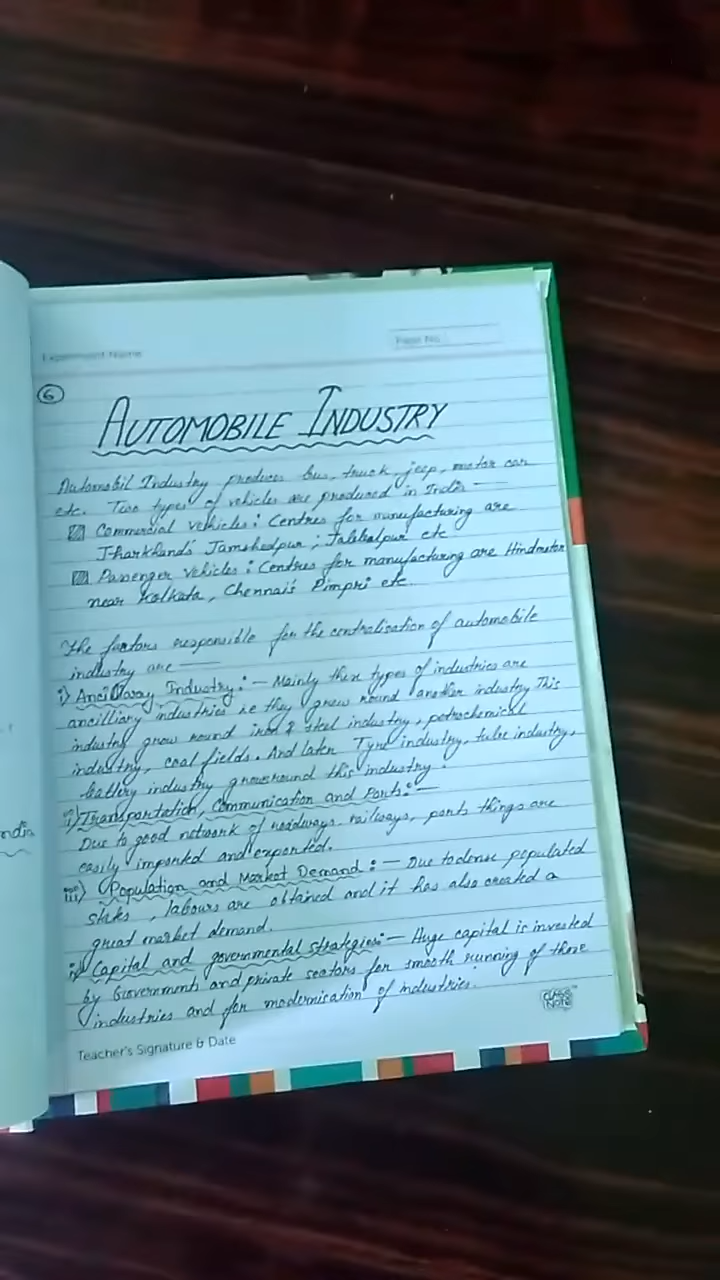 Experiment Name
Page No.
6
AUTOMOBILE INDUSTRY
Automobil Industry produces bus, truck, jeep, motor car
etc. Two types of vehicles are produced in India —
Commercial vehicles : Centres for manufacturing are
Jharkhand's Jamshedpur ; Jabalpur etc
Passenger vehicles : Centres for manufacturing are Hindmotor
near Kolkata, Chennai's Pimpri etc.
The factors responsible for the centralisation of automobile
industry are —
i) Ancilliary Industry : — Mainly these types of industries are
ancilliary industries i.e they grow round another industry This
industry grow round iron & steel industry, petrochemical
industry, coal fields. And later Tyre industry, tube industry,
battery industry grow round this industry.
ii) Transportation, Communication and Ports : —
Due to good network of roadways, railways, ports things are
easily imported and exported.
iii) Population and Market Demand : — Due to dense populated
states , labours are obtained and it has also created a
great market demand.
iv) Capital and governmental strategies : — Huge capital is invested
by Governments and private sectors for smooth running of these
industries and for modernication of industries.
CLASS NOTE
Teacher's Signature & Date
ndia